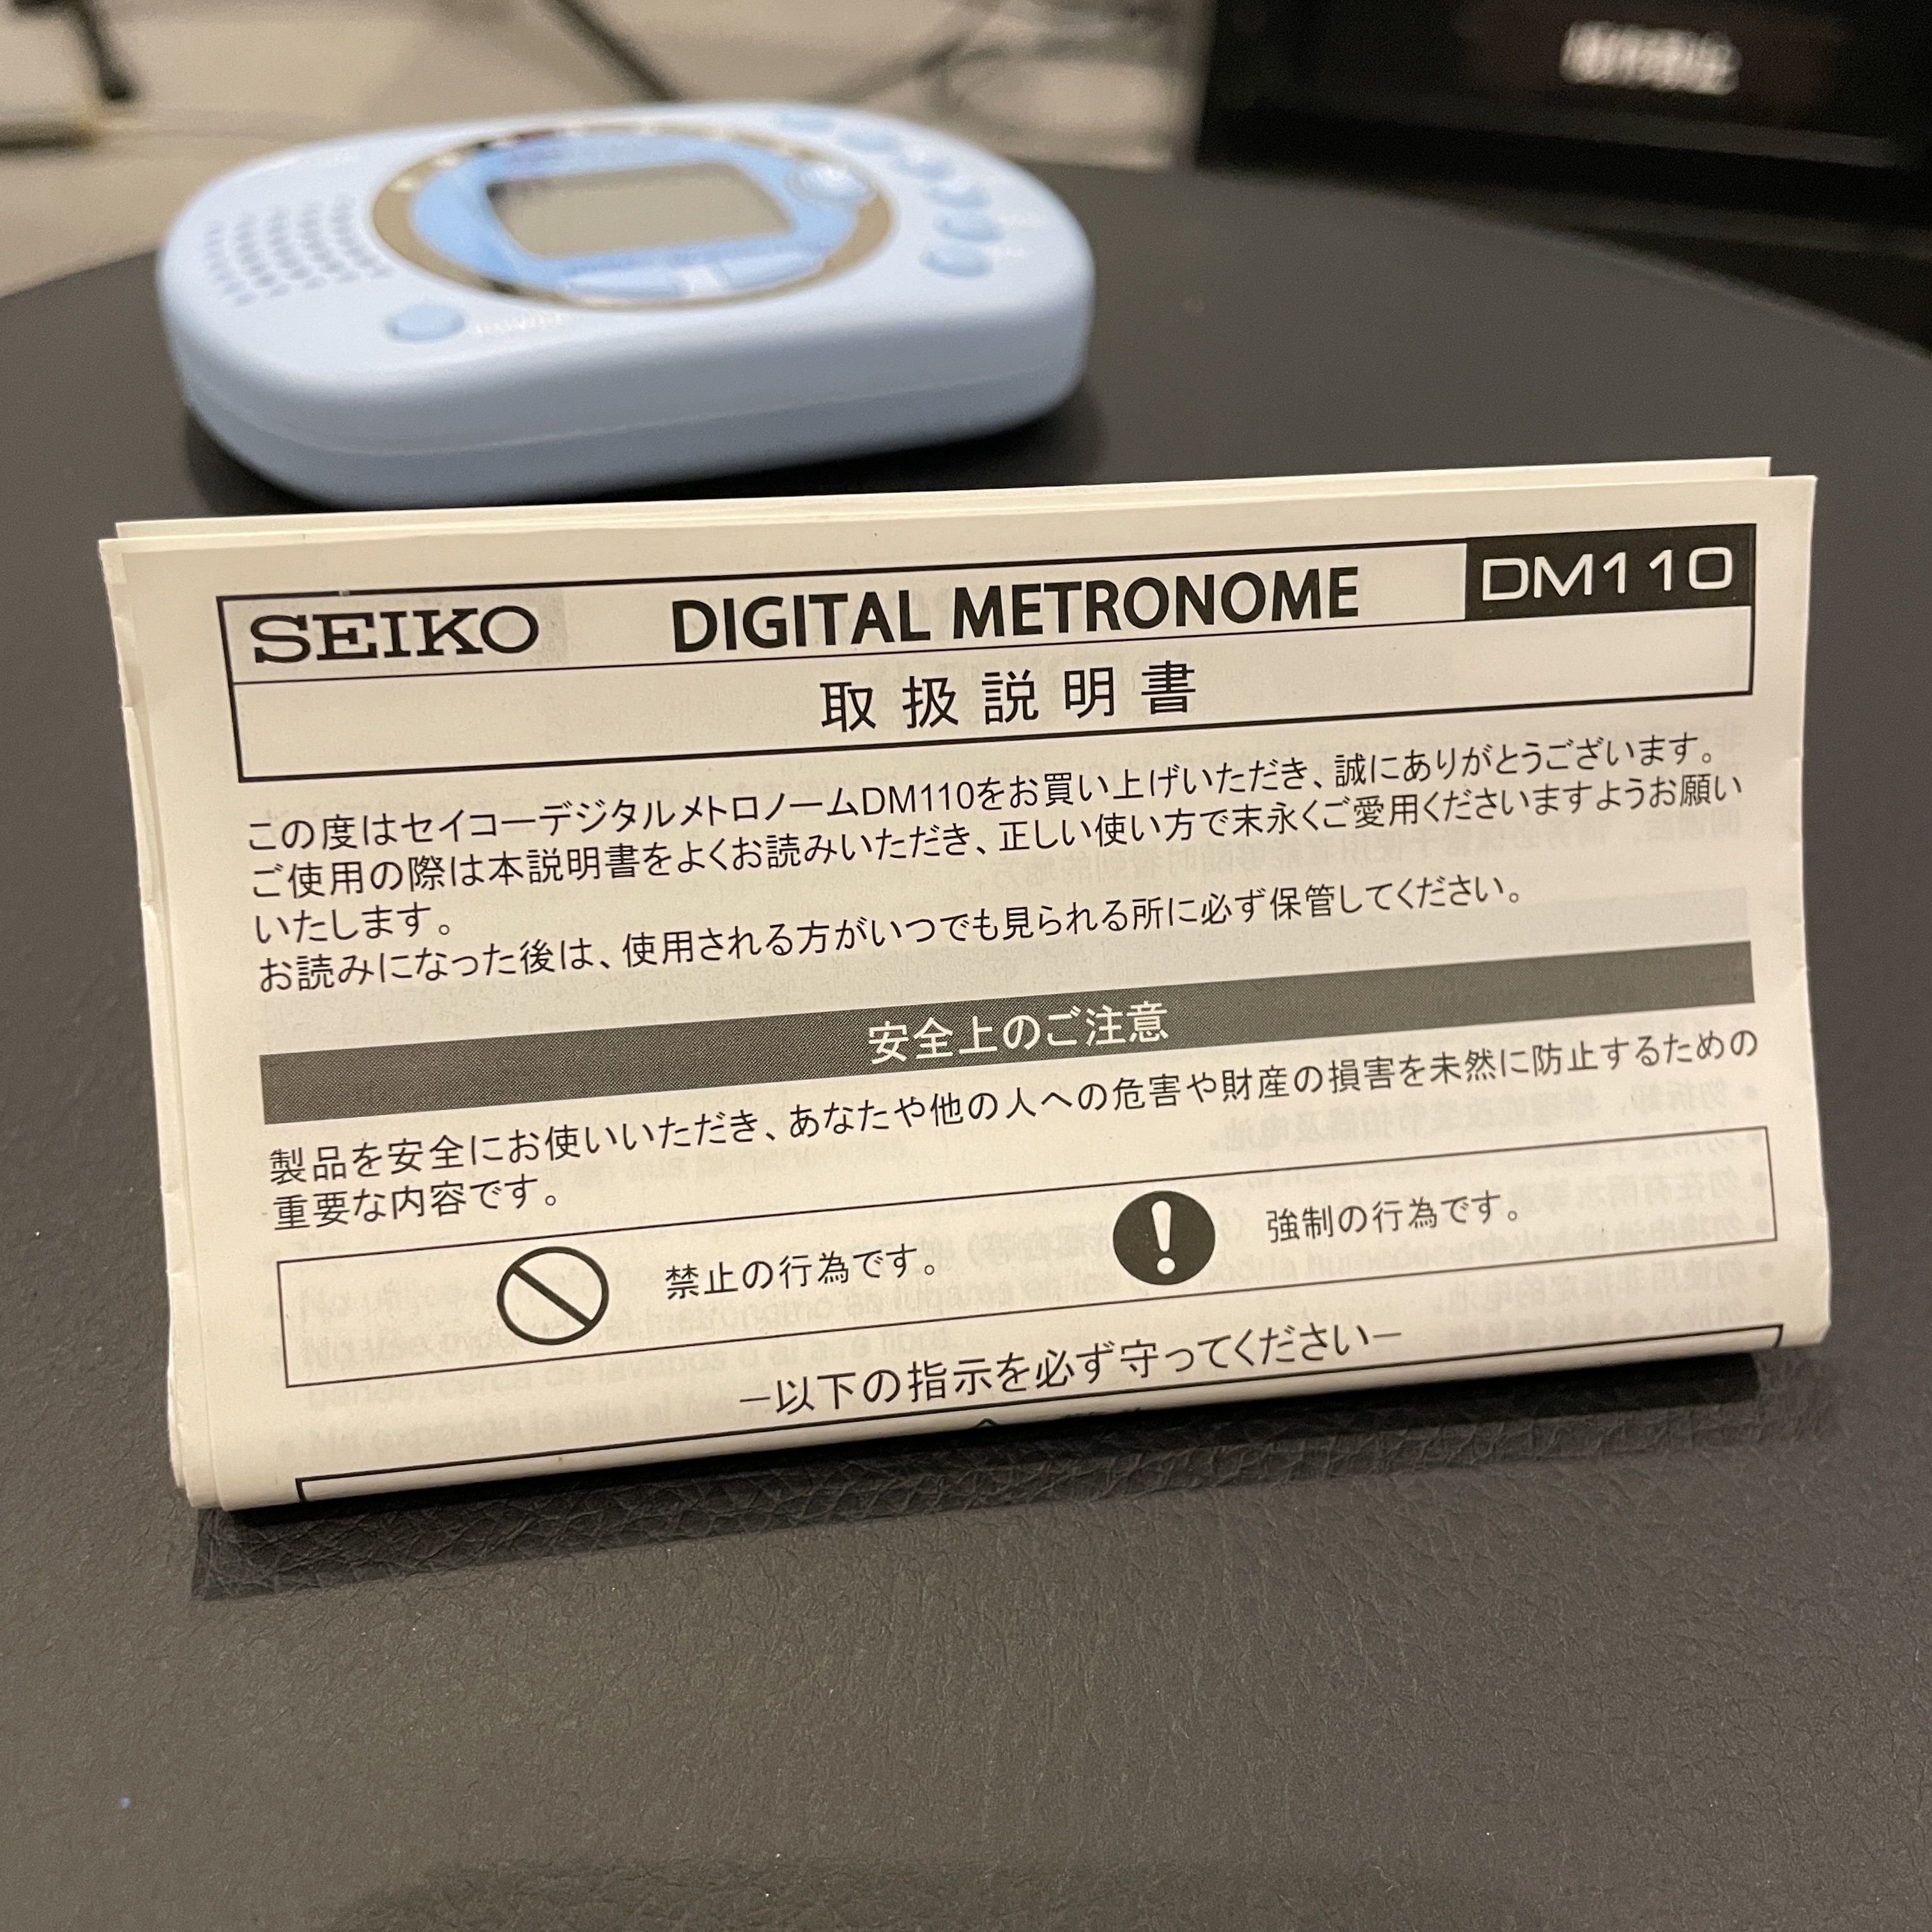 SEIKO DIGITAL METRONOME DM110
取扱説明書
この度はセイコーデジタルメトロノームDM110をお買い上げいただき、誠にありがとうございます。
ご使用の際は本説明書をよくお読みいただき、正しい使い方で末永くご愛用くださいますようお願い
いたします。
お読みになった後は、使用される方がいつでも見られる所に必ず保管してください。
安全上のご注意
製品を安全にお使いいただき、あなたや他の人への危害や財産の損害を未然に防止するための
重要な内容です。
禁止の行為です。 強制の行為です。
−以下の指示を必ず守ってください−